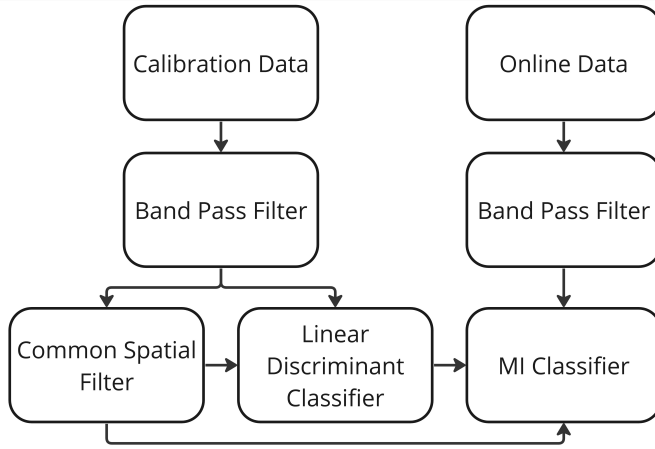 Calibration Data
Online Data
Band Pass Filter
Band Pass Filter
Common Spatial
Filter
Linear
Discriminant
Classifier
MI Classifier